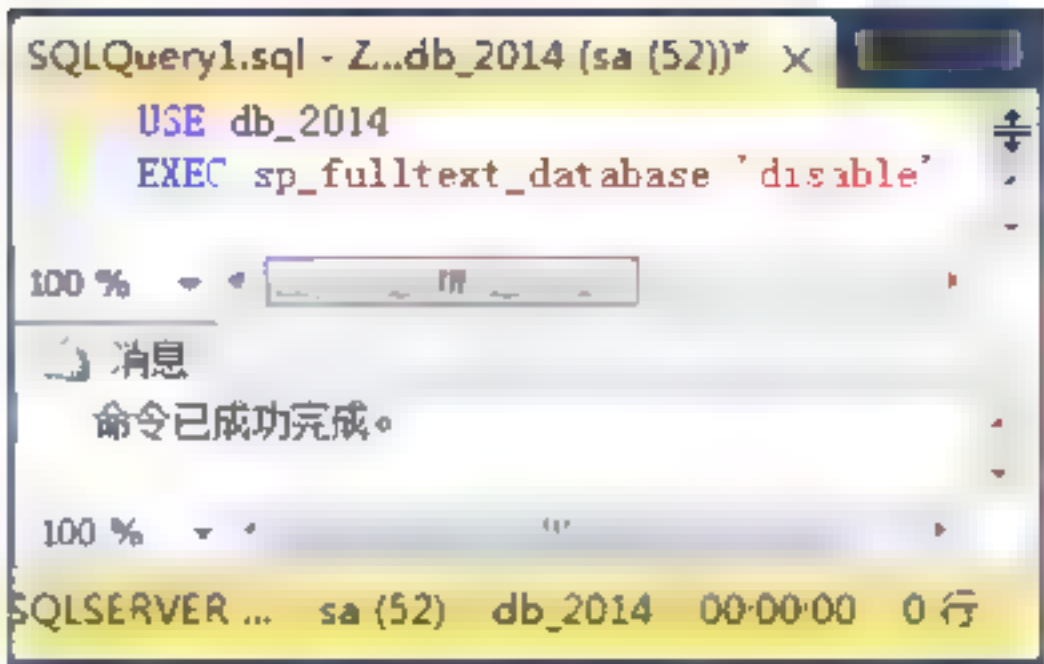 SQLQuery1.sql - Z...db_2014 (sa (52))*
USE db_2014
EXEC sp_fulltext_database 'disable'
100 %
消息
命令已成功完成。
100 %
SQLSERVER ... sa (52) db_2014 00:00:00 0 行